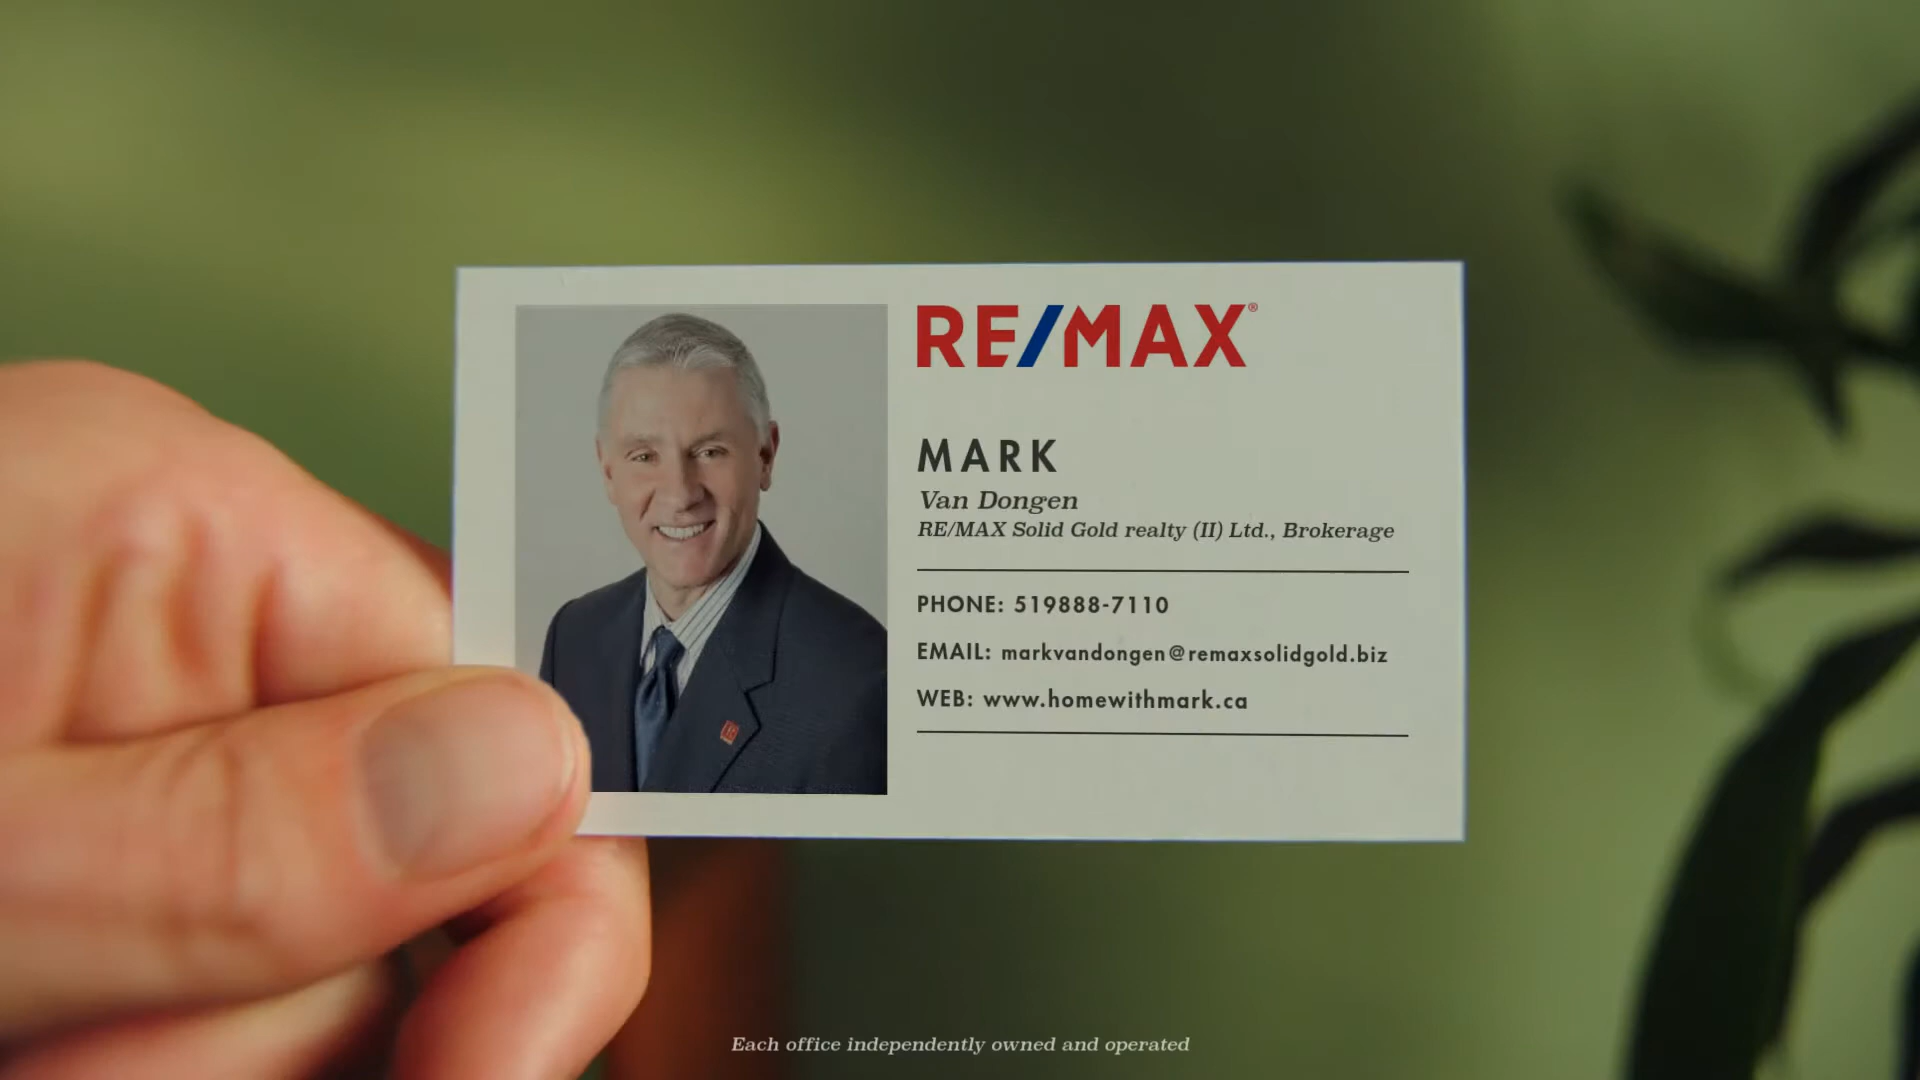 RE/MAX®
MARK
Van Dongen
RE/MAX Solid Gold realty (II) Ltd., Brokerage
PHONE: 519888-7110
EMAIL: markvandongen@remaxsolidgold.biz
WEB: www.homewithmark.ca
Each office independently owned and operated